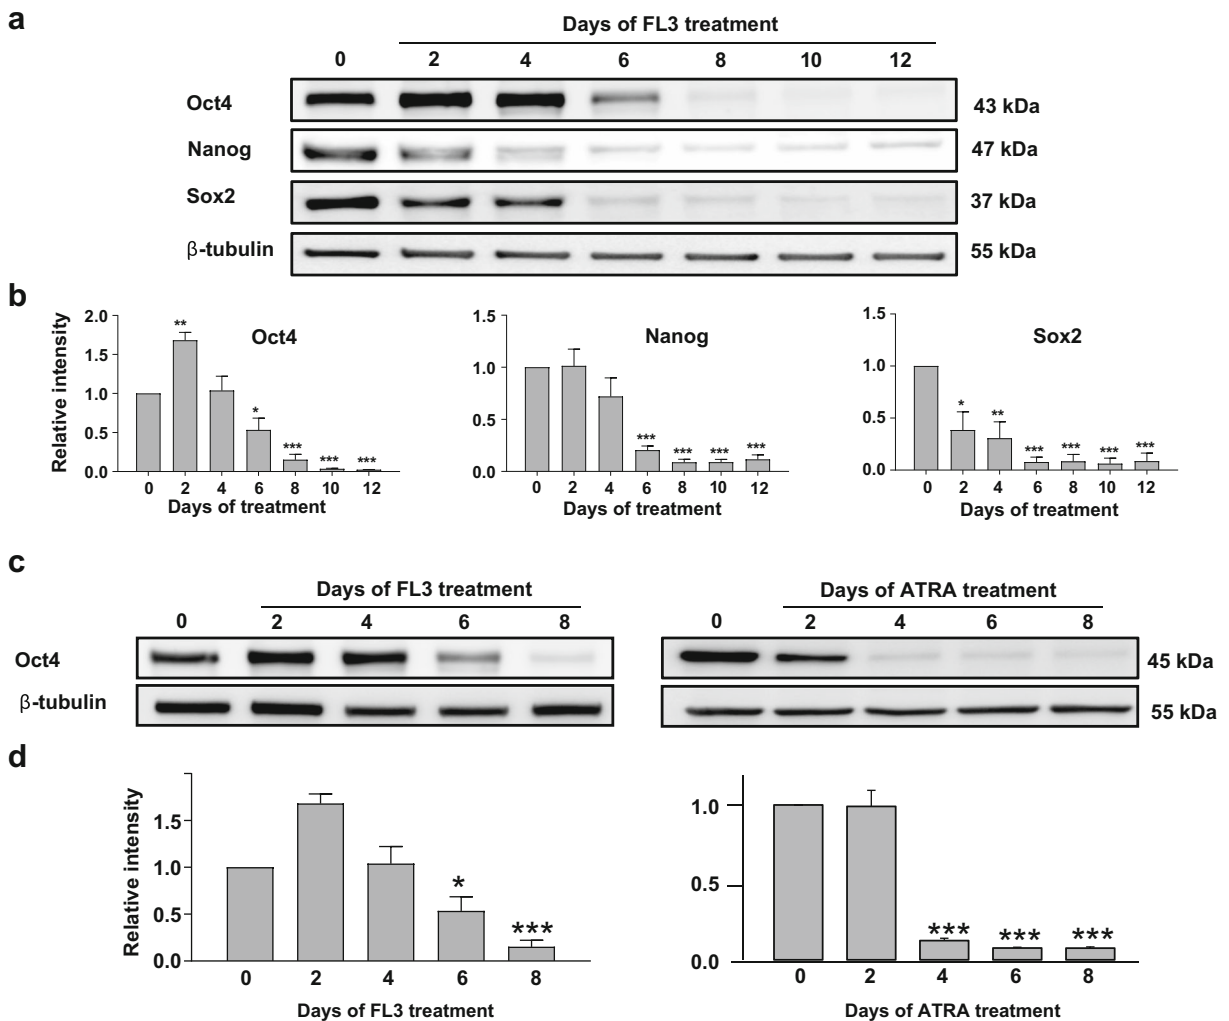 a
Days of FL3 treatment
0 2 4 6 8 10 12
Oct4 43 kDa
Nanog 47 kDa
Sox2 37 kDa
β-tubulin 55 kDa
b
Relative intensity
2.0
1.5
1.0
0.5
0.0
Oct4
** * *** *** ***
0 2 4 6 8 10 12
Days of treatment
1.5
1.0
0.5
0.0
Nanog
*** *** *** ***
0 2 4 6 8 10 12
Days of treatment
1.5
1.0
0.5
0.0
Sox2
* ** *** *** *** ***
0 2 4 6 8 10 12
Days of treatment
c
Days of FL3 treatment
0 2 4 6 8
Days of ATRA treatment
0 2 4 6 8
Oct4 45 kDa
β-tubulin 55 kDa
d
Relative intensity
1.5
1.0
0.5
0.0
* ***
0 2 4 6 8
Days of FL3 treatment
1.0
0.5
0.0
*** *** ***
0 2 4 6 8
Days of ATRA treatment